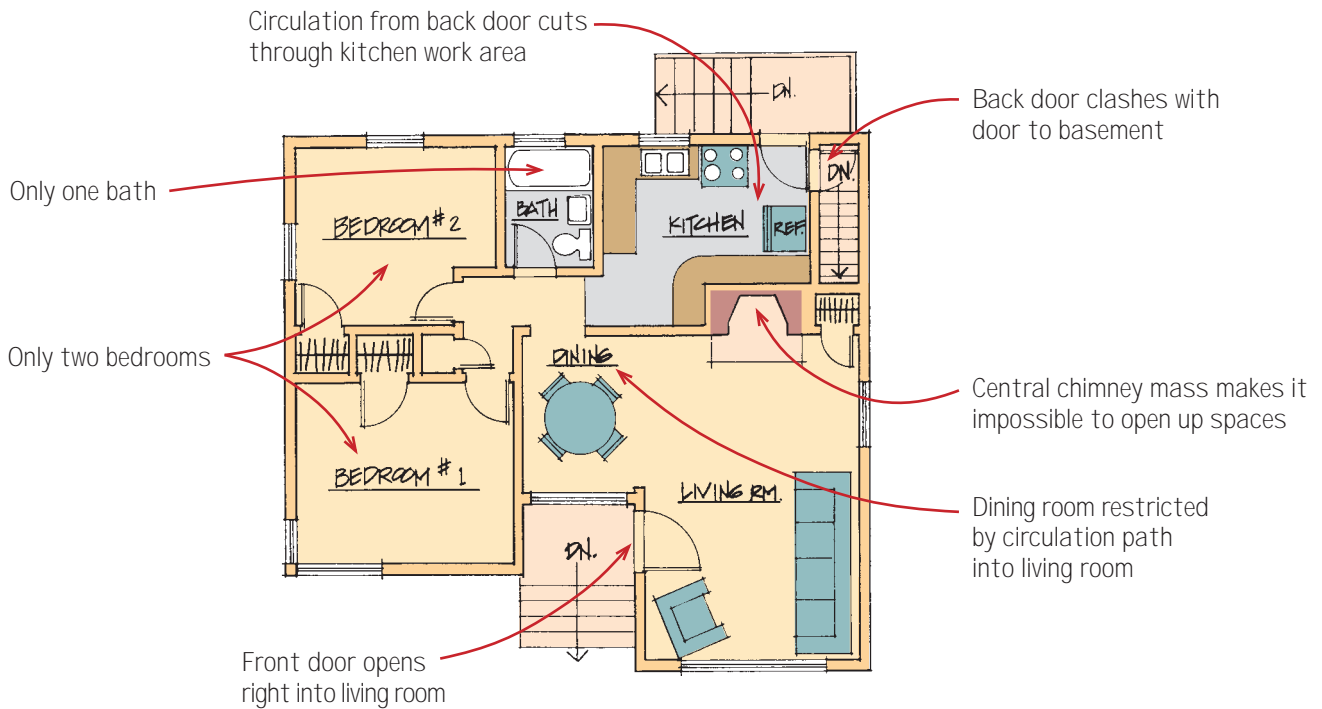 Circulation from back door cuts
through kitchen work area
DN.
Back door clashes with
door to basement
Only one bath
DN.
BATH
BEDROOM #2
KITCHEN
REF.
Only two bedrooms
DINING
Central chimney mass makes it
impossible to open up spaces
BEDROOM #1
LIVING RM.
Dining room restricted
by circulation path
into living room
DN.
Front door opens
right into living room